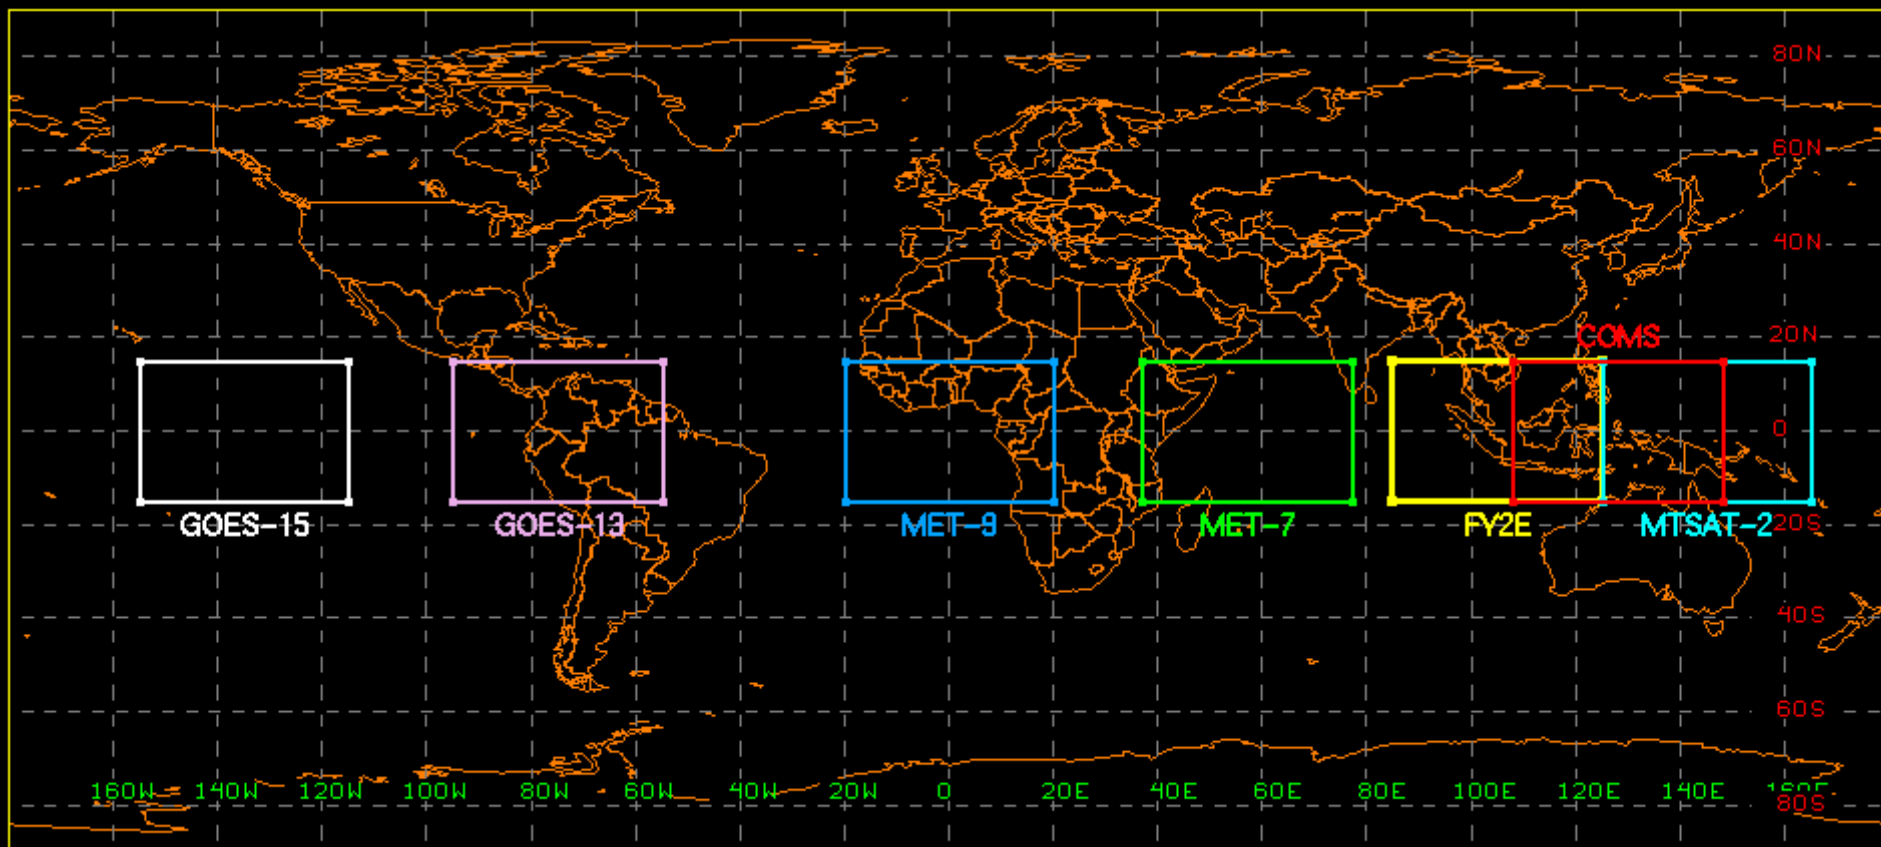 80N
60N
40N
20N
COMS
0
GOES-15 GOES-13 MET-9 MET-7 FY2E MTSAT-2 20S
40S
60S
160W 140W 120W 100W 80W 60W 40W 20W 0 20E 40E 60E 80E 100E 120E 140E 160E
80S